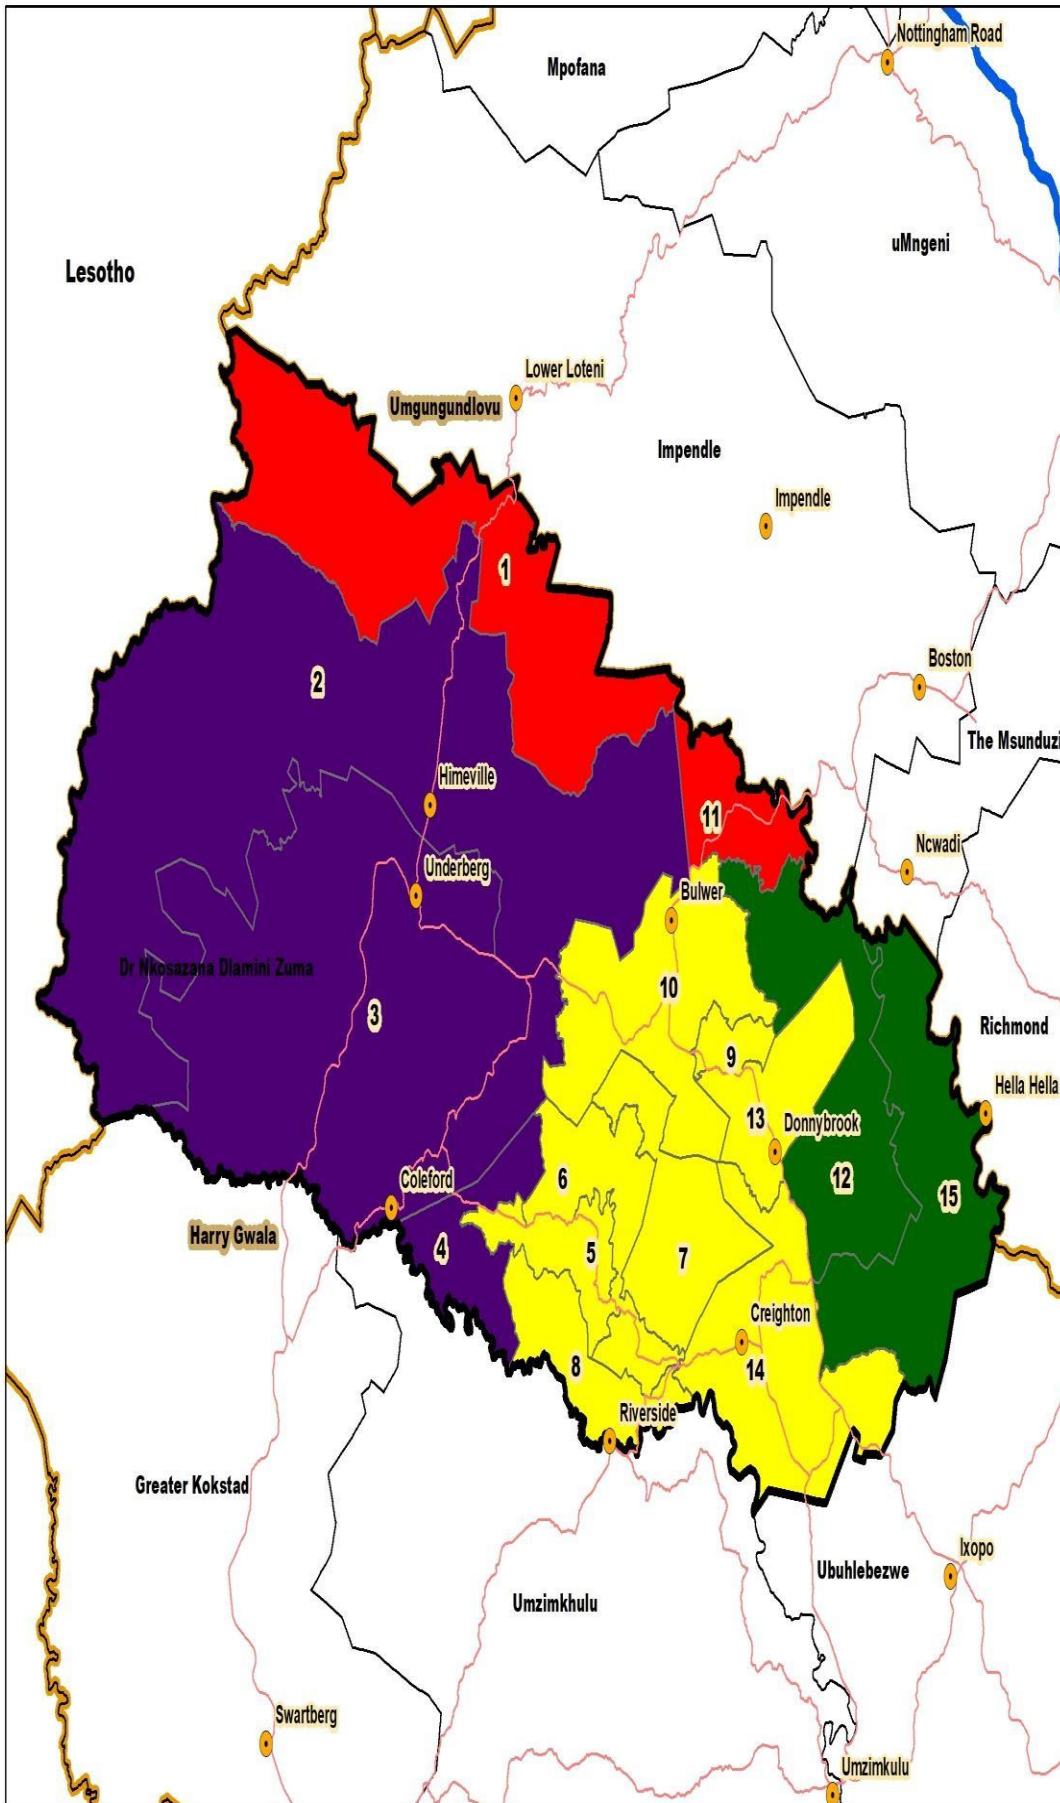 Nottingham Road
Mpofana
uMngeni
Lesotho
Lower Loteni
Umgungundlovu
Impendle
Impendle
1
Boston
2
The Msunduzi
Himeville
11
Ncwadi
Underberg
Bulwer
Dr Nkosazana Dlamini Zuma
10
3
Richmond
9
Hella Hella
13
Donnybrook
6
12
Coleford
15
Harry Gwala
4
5
7
Creighton
8
14
Riverside
Greater Kokstad
Ixopo
Ubuhlebezwe
Umzimkhulu
Swartberg
Umzimkulu